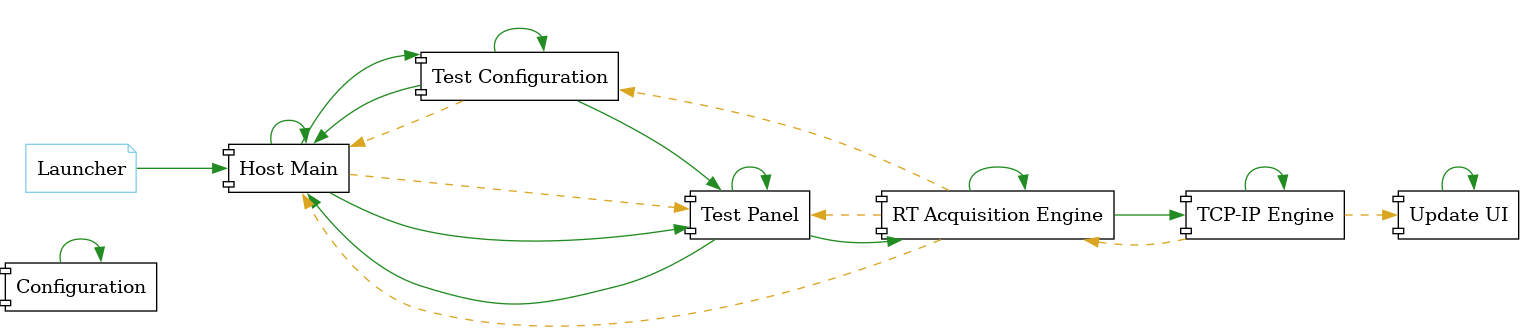 Test Configuration
Launcher
Host Main
Test Panel
RT Acquisition Engine
TCP-IP Engine
Update UI
Configuration